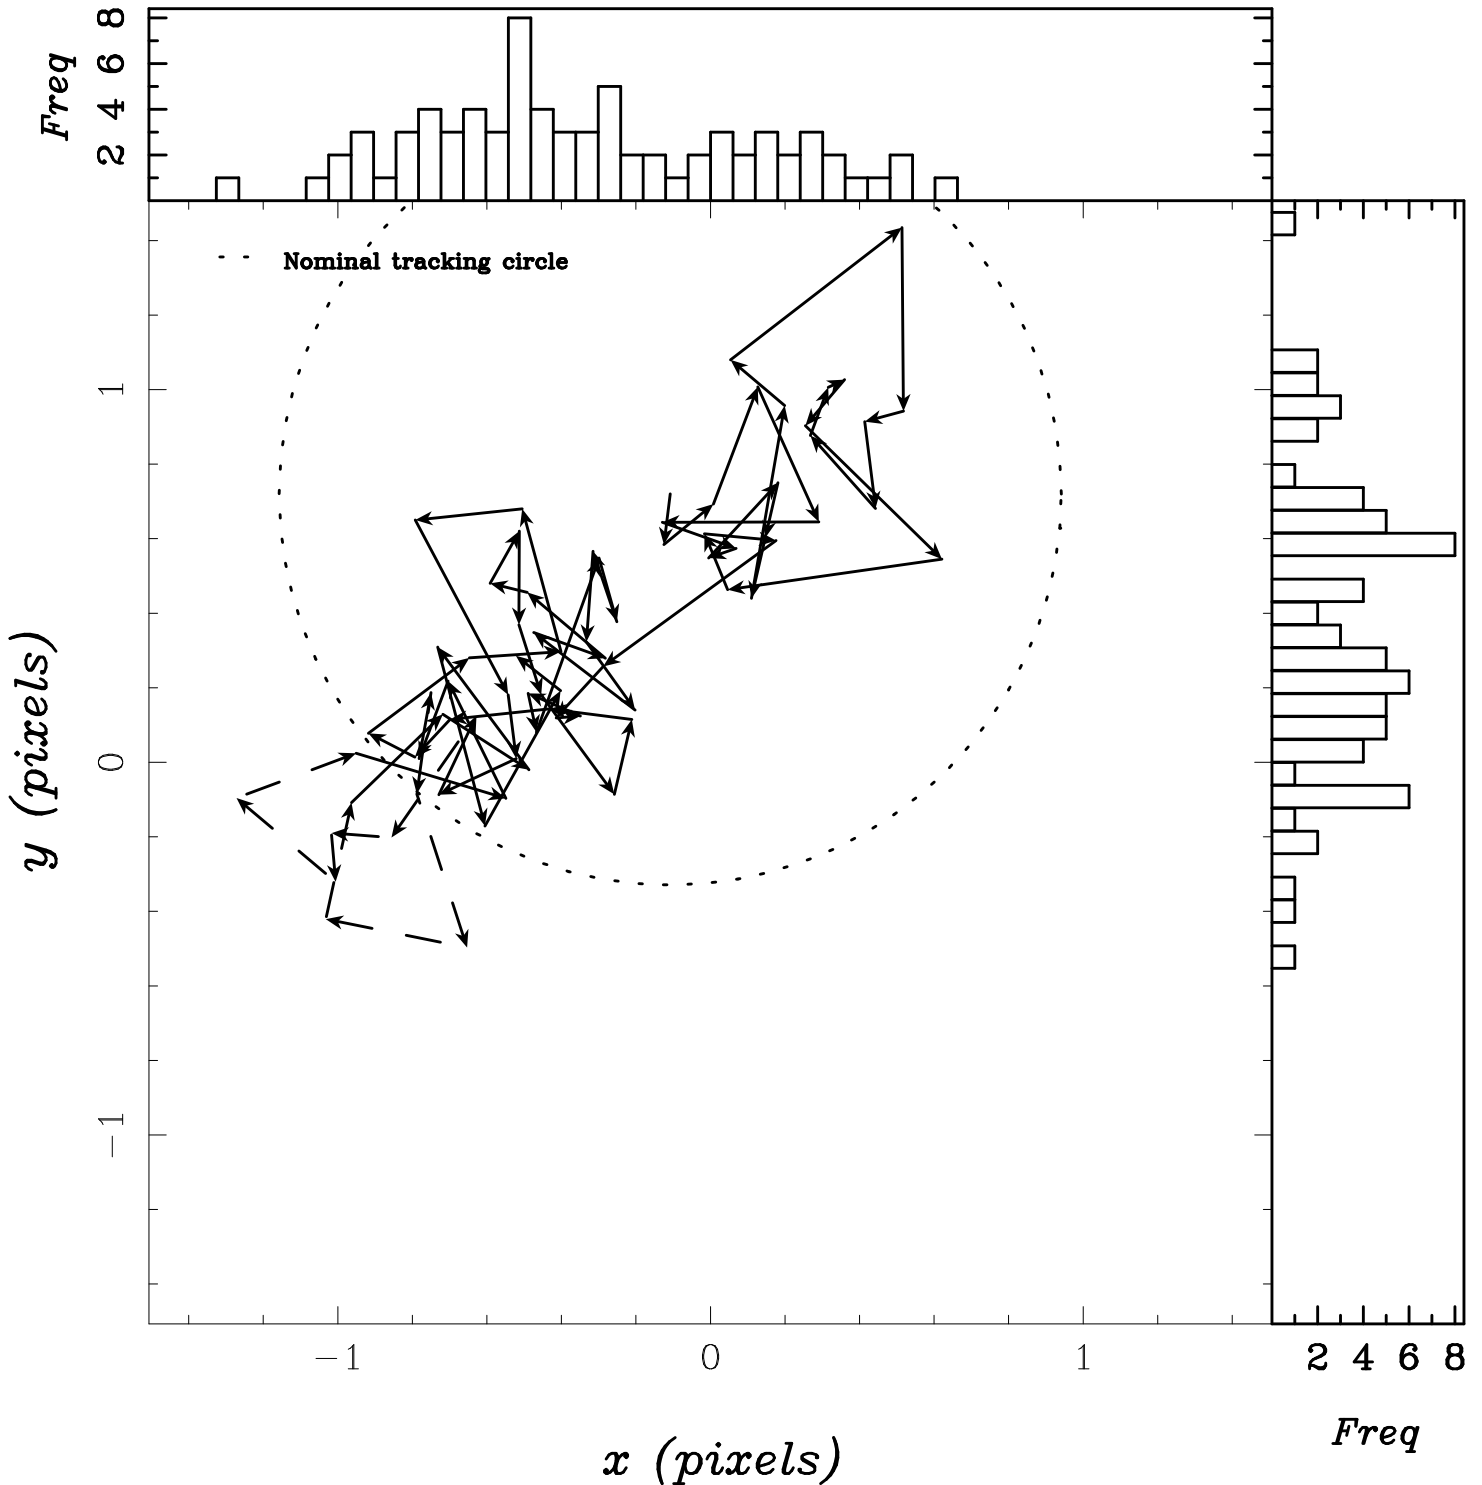 Freq
8
6
4
2
Nominal tracking circle
1
0
−1
y (pixels)
−1 0 1
x (pixels)
2 4 6 8
Freq